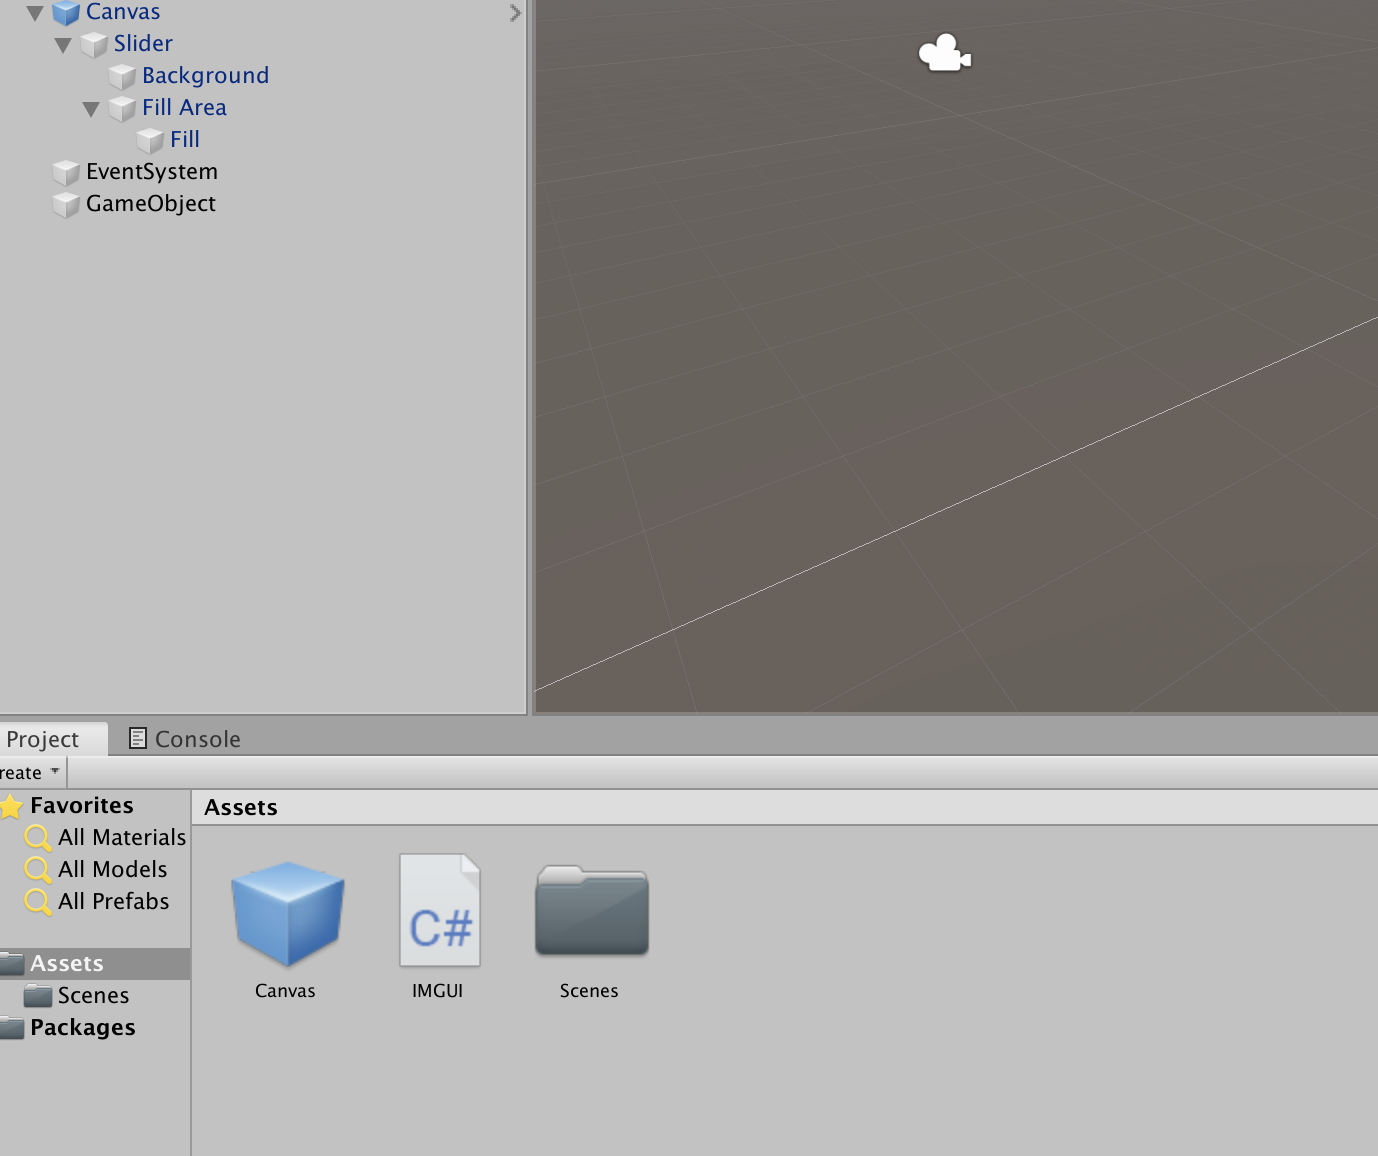 Canvas
Slider
Background
Fill Area
Fill
EventSystem
GameObject
Project
Console
reate
Favorites
Assets
All Materials
All Models
All Prefabs
C#
Canvas
IMGUI
Scenes
Assets
Scenes
Packages